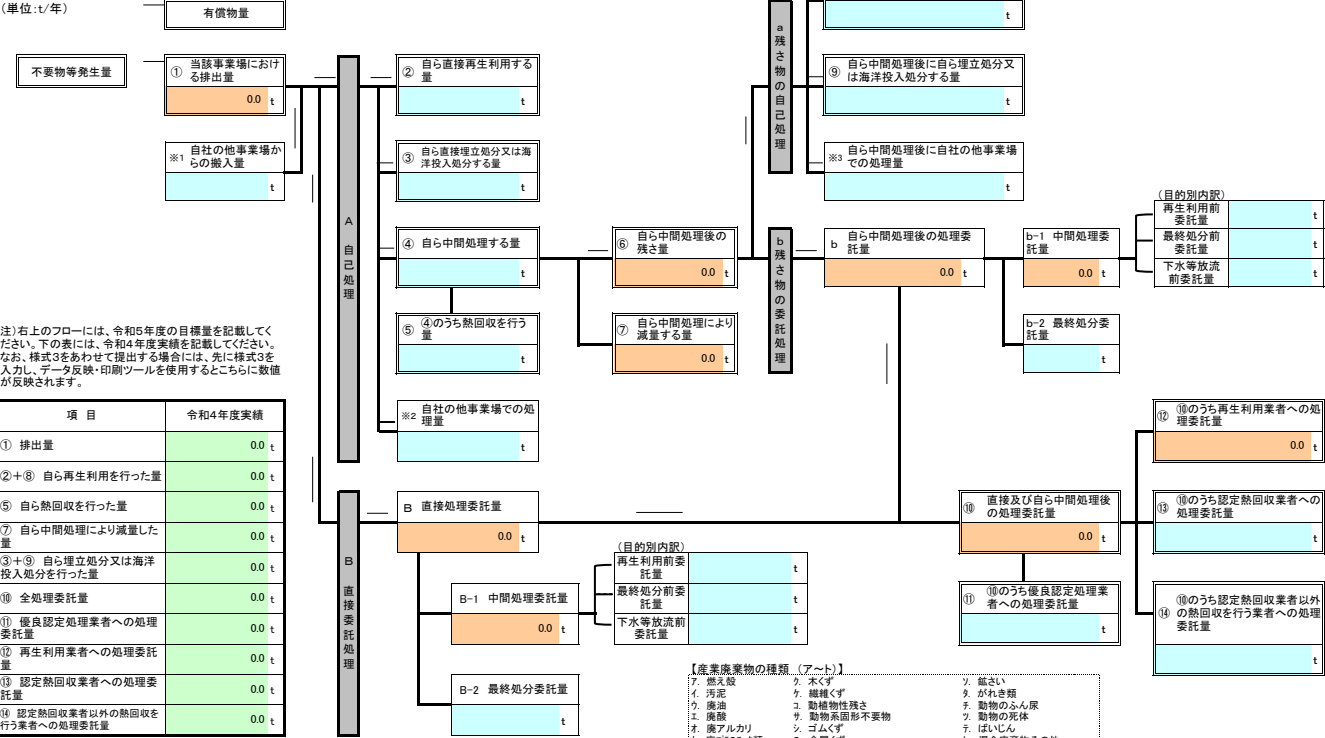 （単位:t/年）
有償物量
t
不要物等発生量
① 当該事業場におけ
る排出量
0.0 t
※1 自社の他事業場か
らの搬入量
t
A 自己処理
② 自ら直接再生利用する
量
t
③ 自ら直接埋立処分又は海
洋投入処分する量
t
④ 自ら中間処理する量
t
⑤ ④のうち熱回収を行う
量
t
※2 自社の他事業場での処
理量
t
⑥ 自ら中間処理後の
残さ量
0.0 t
⑦ 自ら中間処理により
減量する量
0.0 t
a 残さ物の自己処理
⑨ 自ら中間処理後に自ら埋立処分又
は海洋投入処分する量
t
※3 自ら中間処理後に自社の他事業場
での処理量
t
b 残さ物の委託処理
b 自ら中間処理後の処理委
託量
0.0 t
b-1 中間処理委
託量
0.0 t
（目的別内訳）
再生利用前
委託量
t
最終処分前
委託量
t
下水等放流
前委託量
t
b-2 最終処分委
託量
t
注）右上のフローには、令和5年度の目標量を記載してく
ださい。下の表には、令和4年度実績を記載してください。
なお、様式3をあわせて提出する場合には、先に様式3を
入力し、データ反映・印刷ツールを使用するとこちらに数値
が反映されます。
項 目 令和4年度実績
① 排出量 0.0 t
②＋⑧ 自ら再生利用を行った量 0.0 t
⑤ 自ら熱回収を行った量 0.0 t
⑦ 自ら中間処理により減量した
量 0.0 t
③＋⑨ 自ら埋立処分又は海洋
投入処分を行った量 0.0 t
⑩ 全処理委託量 0.0 t
⑪ 優良認定処理業者への処理
委託量 0.0 t
⑫ 再生利用業者への処理委託
量 0.0 t
⑬ 認定熱回収業者への処理委
託量 0.0 t
⑭ 認定熱回収業者以外の熱回収を
行う業者への処理委託量 0.0 t
B 直接委託処理
B 直接処理委託量
0.0 t
B-1 中間処理委託量
0.0 t
（目的別内訳）
再生利用前委
託量
t
最終処分前委
託量
t
下水等放流前
委託量
t
B-2 最終処分委託量
t
⑩ 直接及び自ら中間処理後
の処理委託量
0.0 t
⑪ ⑩のうち優良認定処理業
者への処理委託量
t
⑫ ⑩のうち再生利用業者への処
理委託量
0.0 t
⑬ ⑩のうち認定熱回収業者への
処理委託量
t
⑭ ⑩のうち認定熱回収業者以外
の熱回収を行う業者への処理
委託量
t
【産業廃棄物の種類 （ア～ト）】
ｱ. 燃え殻 ｸ. 木くず ｿ. 鉱さい
ｲ. 汚泥 ｹ. 繊維くず ﾀ. がれき類
ｳ. 廃油 ｺ. 動植物性残さ ﾁ. 動物のふん尿
ｴ. 廃酸 ｻ. 動物系固形不要物 ﾂ. 動物の死体
ｵ. 廃アルカリ ｼ. ゴムくず ﾃ. ばいじん